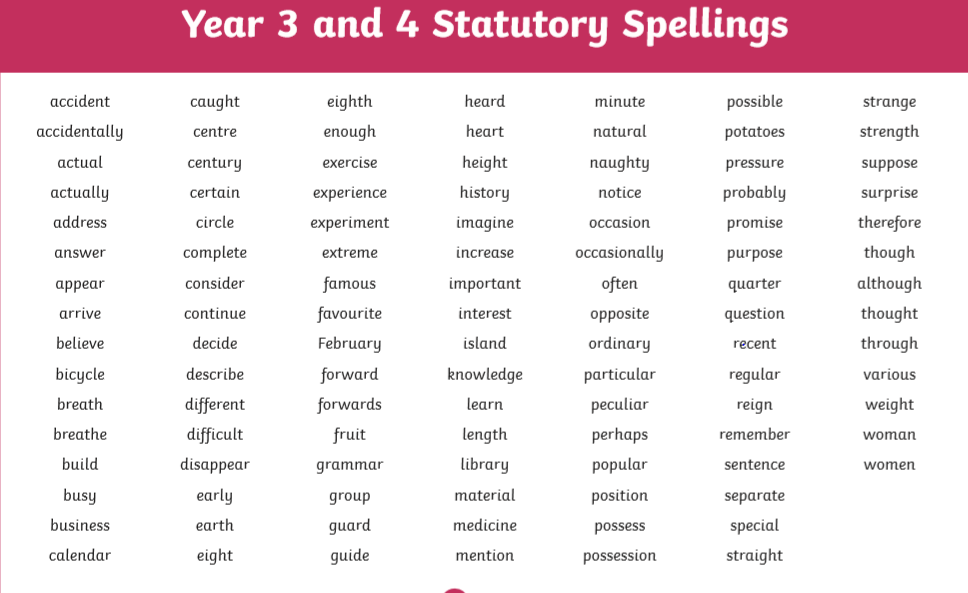 Year 3 and 4 Statutory Spellings
accident caught eighth heard minute possible strange
accidentally centre enough heart natural potatoes strength
actual century exercise height naughty pressure suppose
actually certain experience history notice probably surprise
address circle experiment imagine occasion promise therefore
answer complete extreme increase occasionally purpose though
appear consider famous important often quarter although
arrive continue favourite interest opposite question thought
believe decide February island ordinary recent through
bicycle describe forward knowledge particular regular various
breath different forwards learn peculiar reign weight
breathe difficult fruit length perhaps remember woman
build disappear grammar library popular sentence women
busy early group material position separate
business earth guard medicine possess special
calendar eight guide mention possession straight